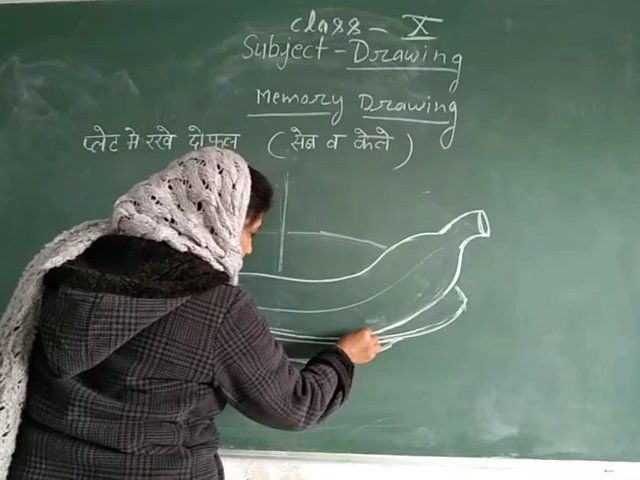 Class - X
Subject - Drawing
Memory Drawing
प्लेट मे रखे दो फल (सेब व केले)